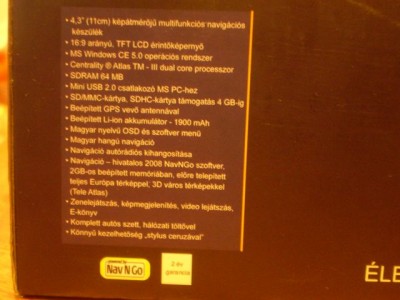 • 4,3" (11cm) képátmérőjű multifunkciós navigációs
készülék
• 16:9 arányú, TFT LCD érintőképernyő
• MS Windows CE 5.0 operációs rendszer
• Centrality ® Atlas TM - III dual core processzor
• SDRAM 64 MB
• Mini USB 2.0 csatlakozó MS PC-hez
• SD/MMC-kártya, SDHC-kártya támogatás 4 GB-ig
• Beépített GPS vevő antennával
• Beépített Li-ion akkumulátor - 1900 mAh
• Magyar nyelvű OSD és szoftver menü
• Magyar hangú navigáció
• Navigáció autórádiós kihangosítása
• Navigáció – hivatalos 2008 NavNGo szoftver,
2GB-os beépített memóriában, előre telepített
teljes Európa térképpel, 3D város térképekkel
(Tele Atlas)
• Zenelejátszás, képmegjelenítés, video lejátszás,
E-könyv
• Komplett autós szett, hálózati töltővel
• Könnyű kezelhetőség „stylus ceruzával"
powered by
Nav N Go
2 év
garancia
ÉLE